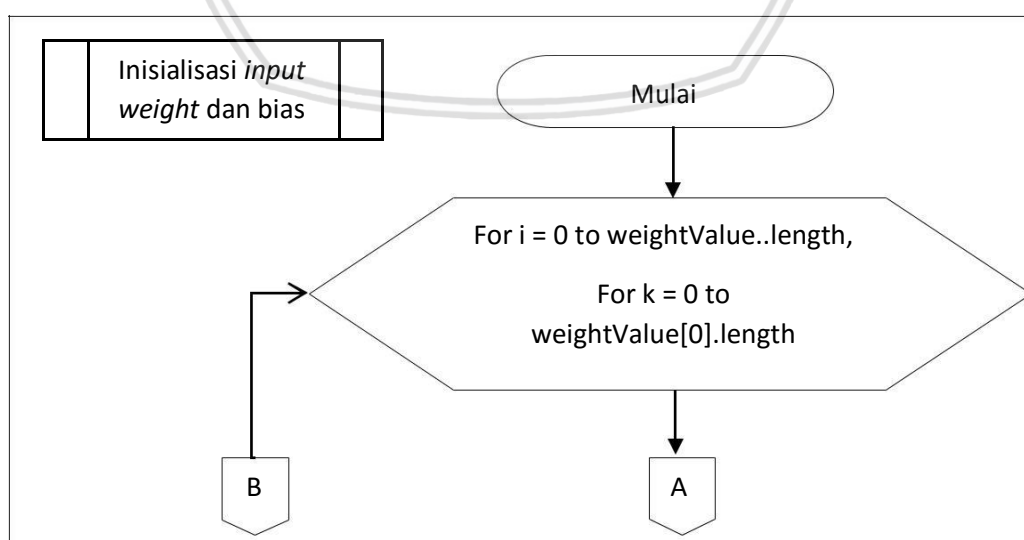 Inisialisasi input
weight dan bias
Mulai
For i = 0 to weightValue..length,
For k = 0 to
weightValue[0].length
B
A